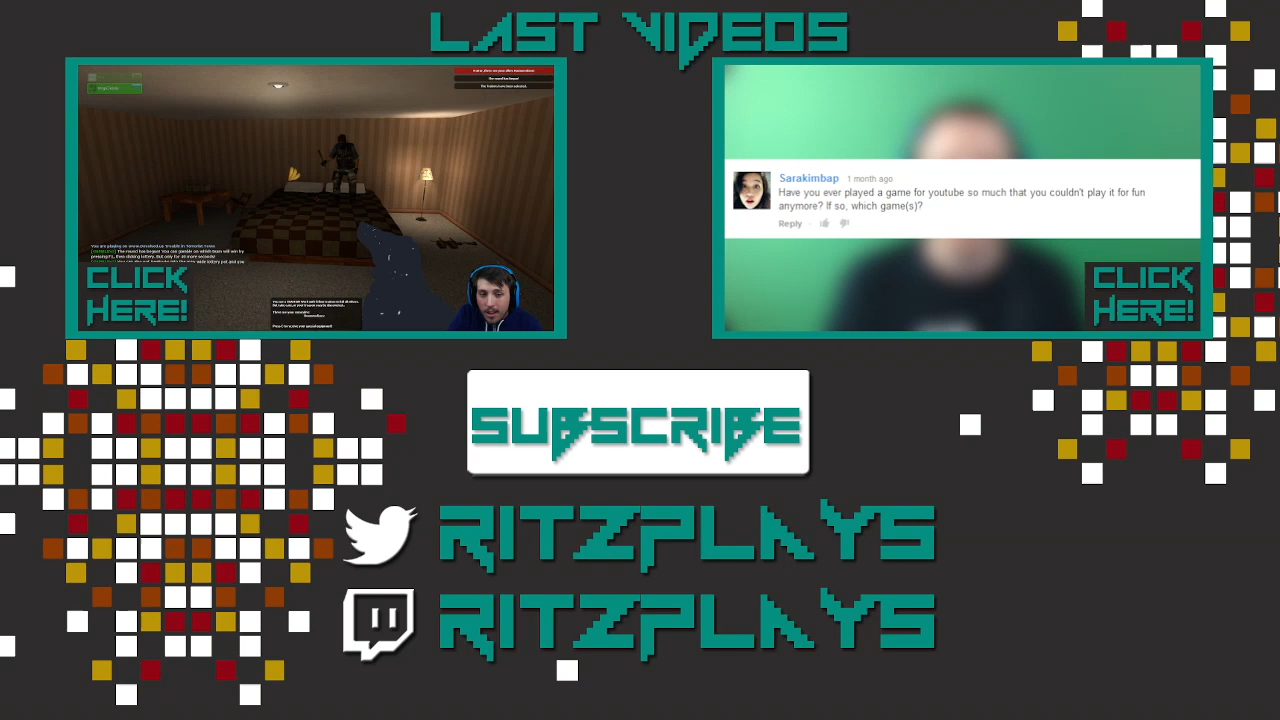 LAST VIDEOS
CLICK
HERE!
Sarakimbap 1 month ago
Have you ever played a game for youtube so much that you couldn't play it for fun
anymore? If so, which game(s)?
Reply
CLICK
HERE!
SUBSCRIBE
RITZPLAYS
RITZPLAYS